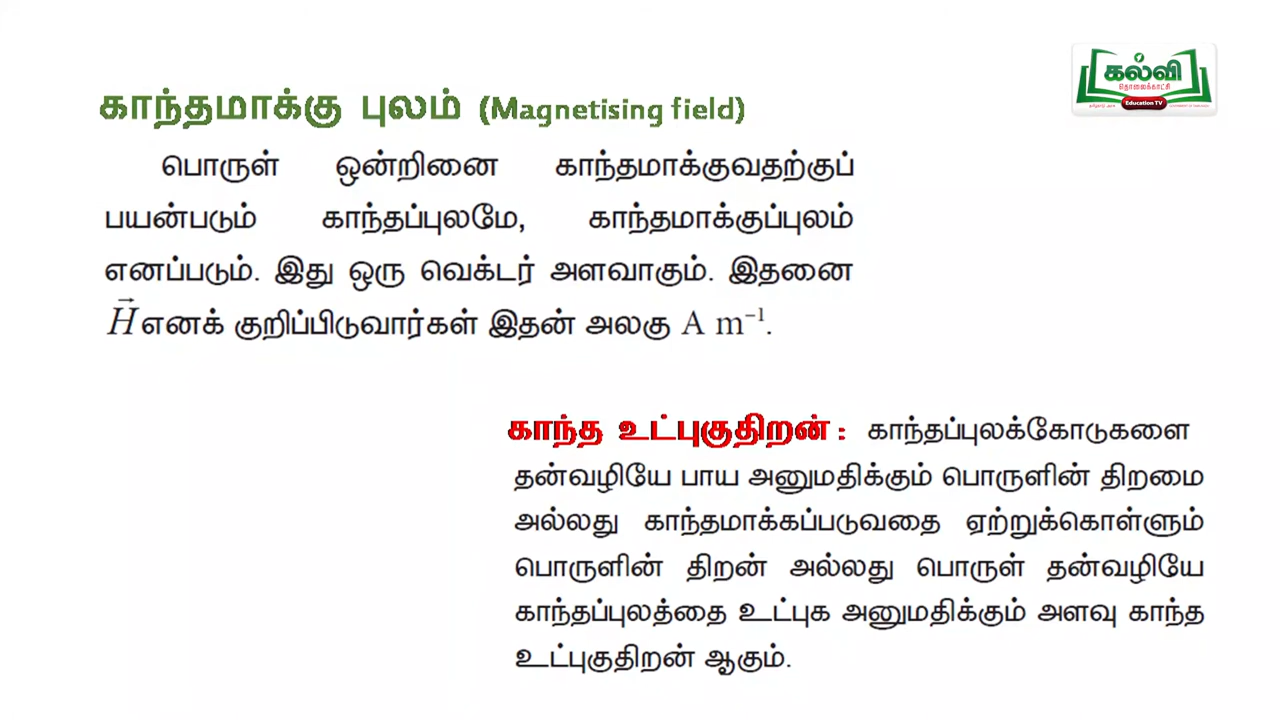 கல்வி
தொலைக்காட்சி
Education TV
காந்தமாக்கு புலம் (Magnetising field)
பொருள் ஒன்றினை காந்தமாக்குவதற்குப்
பயன்படும் காந்தப்புலமே, காந்தமாக்குப்புலம்
எனப்படும். இது ஒரு வெக்டர் அளவாகும். இதனை
H⃗ எனக் குறிப்பிடுவார்கள் இதன் அலகு A m⁻¹.
காந்த உட்புகுதிறன் : காந்தப்புலக்கோடுகளை
தன்வழியே பாய அனுமதிக்கும் பொருளின் திறமை
அல்லது காந்தமாக்கப்படுவதை ஏற்றுக்கொள்ளும்
பொருளின் திறன் அல்லது பொருள் தன்வழியே
காந்தப்புலத்தை உட்புக அனுமதிக்கும் அளவு காந்த
உட்புகுதிறன் ஆகும்.